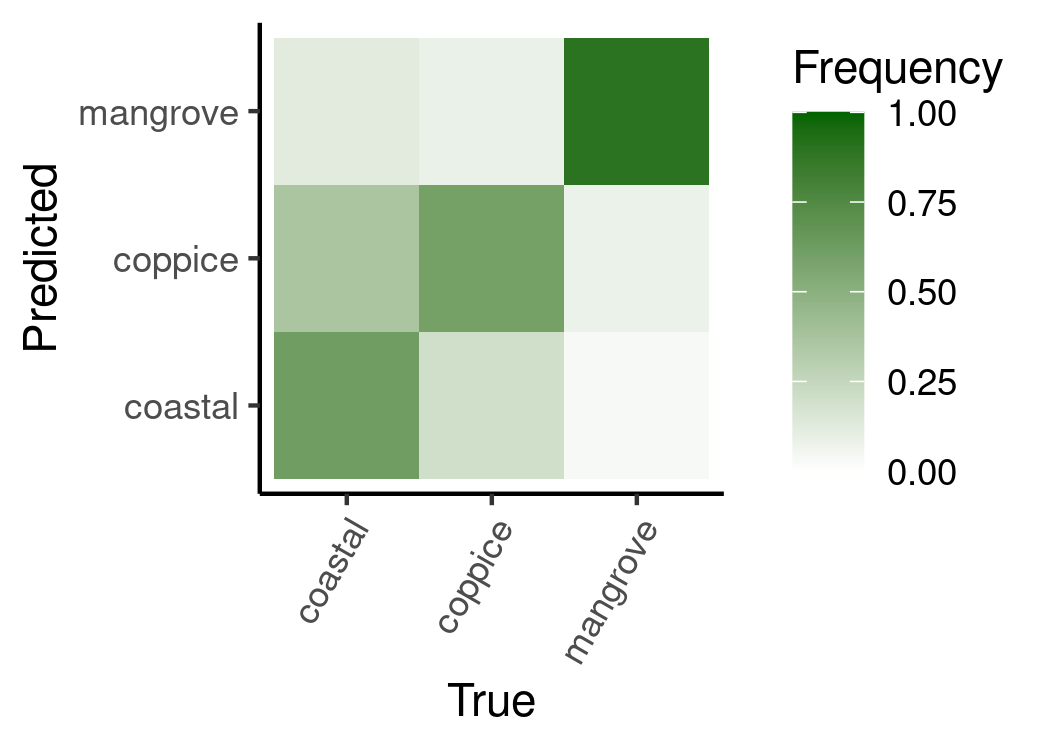 Predicted
mangrove
coppice
coastal
coastal
coppice
mangrove
True
Frequency
1.00
0.75
0.50
0.25
0.00